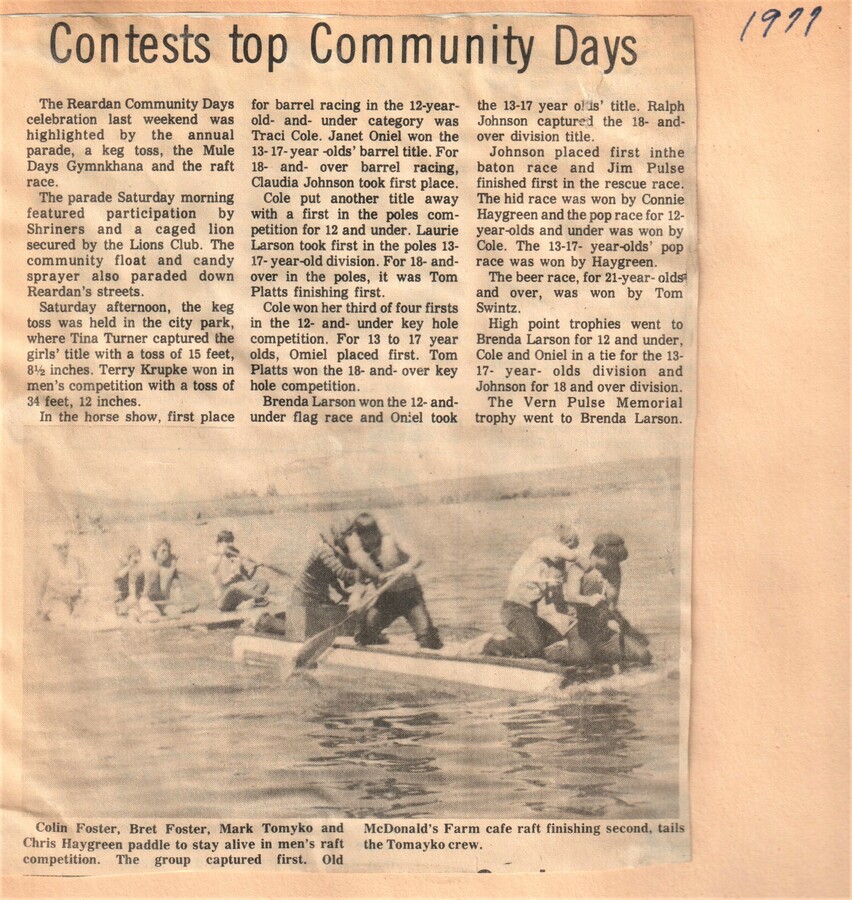 1977
Contests top Community Days
The Reardan Community Days
celebration last weekend was
highlighted by the annual
parade, a keg toss, the Mule
Days Gymnkhana and the raft
race.
The parade Saturday morning
featured participation by
Shriners and a caged lion
secured by the Lions Club. The
community float and candy
sprayer also paraded down
Reardan's streets.
Saturday afternoon, the keg
toss was held in the city park,
where Tina Turner captured the
girls' title with a toss of 15 feet,
8½ inches. Terry Krupke won in
men's competition with a toss of
34 feet, 12 inches.
In the horse show, first place
for barrel racing in the 12-year-
old- and- under category was
Traci Cole. Janet Oniel won the
13-17-year -olds' barrel title. For
18- and- over barrel racing,
Claudia Johnson took first place.
Cole put another title away
with a first in the poles com-
petition for 12 and under. Laurie
Larson took first in the poles 13-
17-year-old division. For 18- and-
over in the poles, it was Tom
Platts finishing first.
Cole won her third of four firsts
in the 12- and- under key hole
competition. For 13 to 17 year
olds, Omiel placed first. Tom
Platts won the 18- and- over key
hole competition.
Brenda Larson won the 12- and-
under flag race and Oniel took
the 13-17 year olds' title. Ralph
Johnson captured the 18- and-
over division title.
Johnson placed first inthe
baton race and Jim Pulse
finished first in the rescue race.
The hid race was won by Connie
Haygreen and the pop race for 12-
year-olds and under was won by
Cole. The 13-17- year-olds' pop
race was won by Haygreen.
The beer race, for 21-year- olds
and over, was won by Tom
Swintz.
High point trophies went to
Brenda Larson for 12 and under,
Cole and Oniel in a tie for the 13-
17- year- olds division and
Johnson for 18 and over division.
The Vern Pulse Memorial
trophy went to Brenda Larson.
Colin Foster, Bret Foster, Mark Tomyko and
Chris Haygreen paddle to stay alive in men's raft
competition. The group captured first. Old
McDonald's Farm cafe raft finishing second, tails
the Tomayko crew.